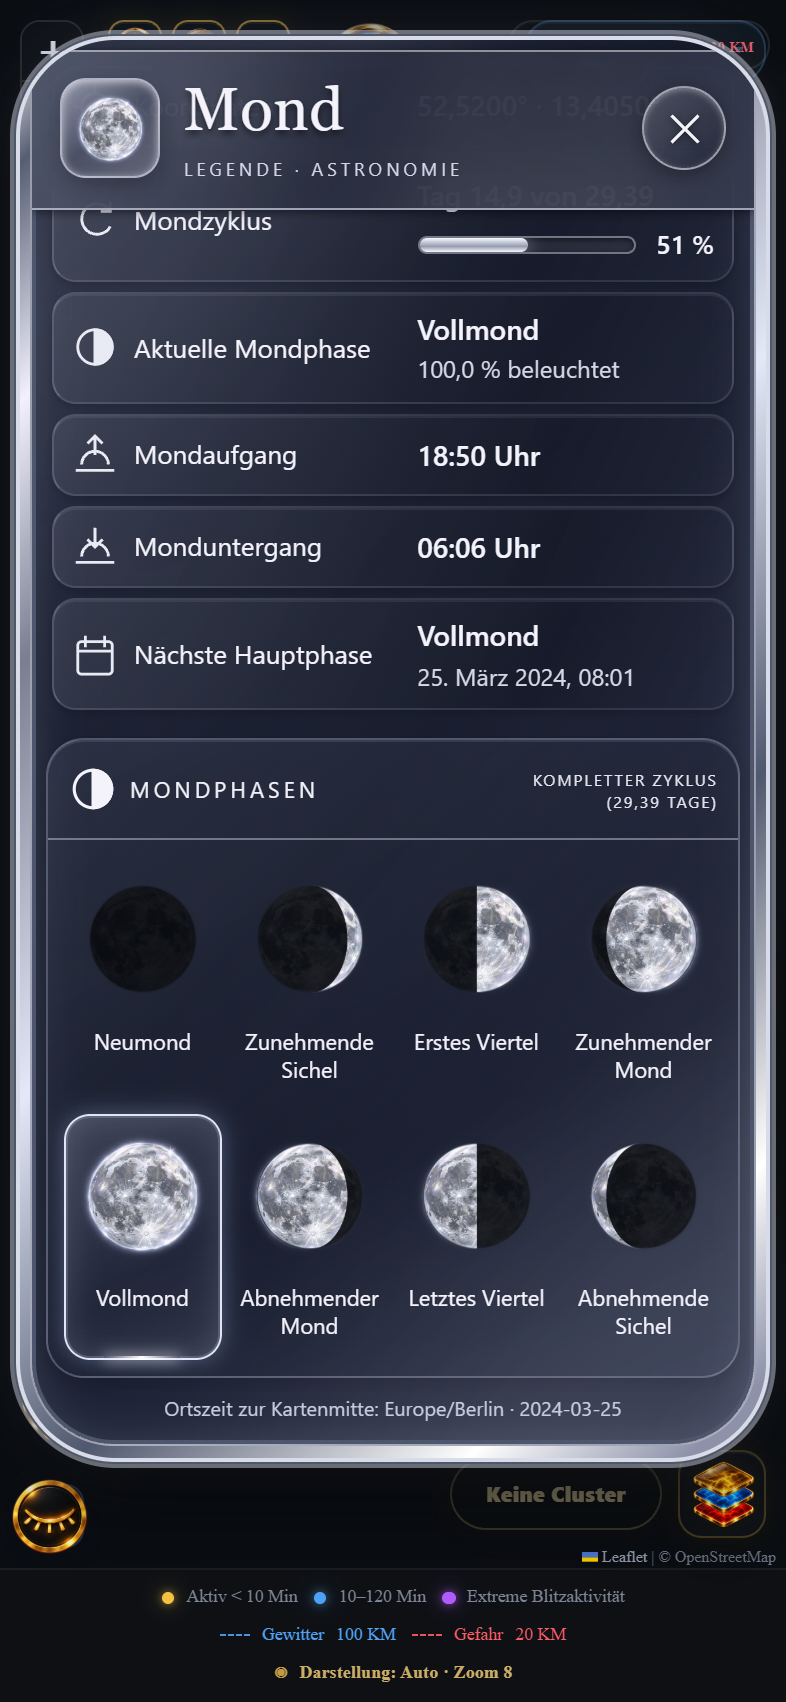 KM
Mond
52,5200° · 13,4050
LEGENDE · ASTRONOMIE
Tag 14,9 von 29,39
Mondzyklus
51 %
Aktuelle Mondphase
Vollmond
100,0 % beleuchtet
Mondaufgang
18:50 Uhr
Monduntergang
06:06 Uhr
Nächste Hauptphase
Vollmond
25. März 2024, 08:01
MONDPHASEN
KOMPLETTER ZYKLUS
(29,39 TAGE)
Neumond
Zunehmende
Sichel
Erstes Viertel
Zunehmender
Mond
Vollmond
Abnehmender
Mond
Letztes Viertel
Abnehmende
Sichel
Ortszeit zur Kartenmitte: Europe/Berlin · 2024-03-25
Keine Cluster
Leaflet | © OpenStreetMap
Aktiv < 10 Min 10–120 Min Extreme Blitzaktivität
Gewitter 100 KM Gefahr 20 KM
Darstellung: Auto · Zoom 8